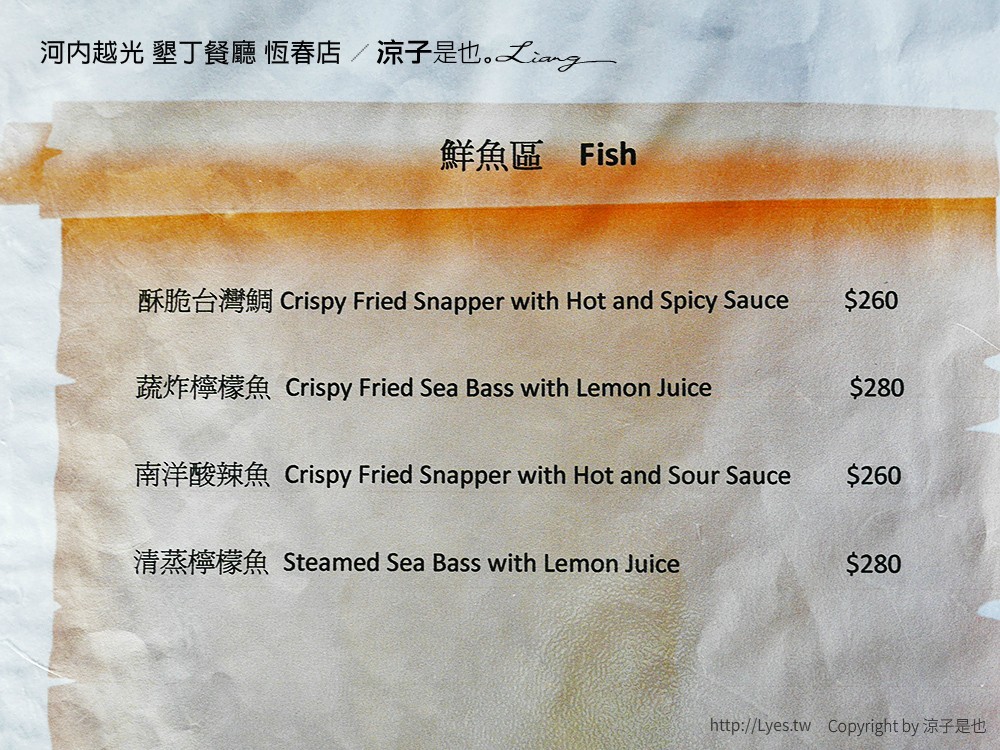 河内越光 墾丁餐廳 恆春店 ／ 涼子是也。Liang
鮮魚區 Fish
酥脆台灣鯛 Crispy Fried Snapper with Hot and Spicy Sauce $260
蔬炸檸檬魚 Crispy Fried Sea Bass with Lemon Juice $280
南洋酸辣魚 Crispy Fried Snapper with Hot and Sour Sauce $260
清蒸檸檬魚 Steamed Sea Bass with Lemon Juice $280
http://Lyes.tw Copyright by 涼子是也